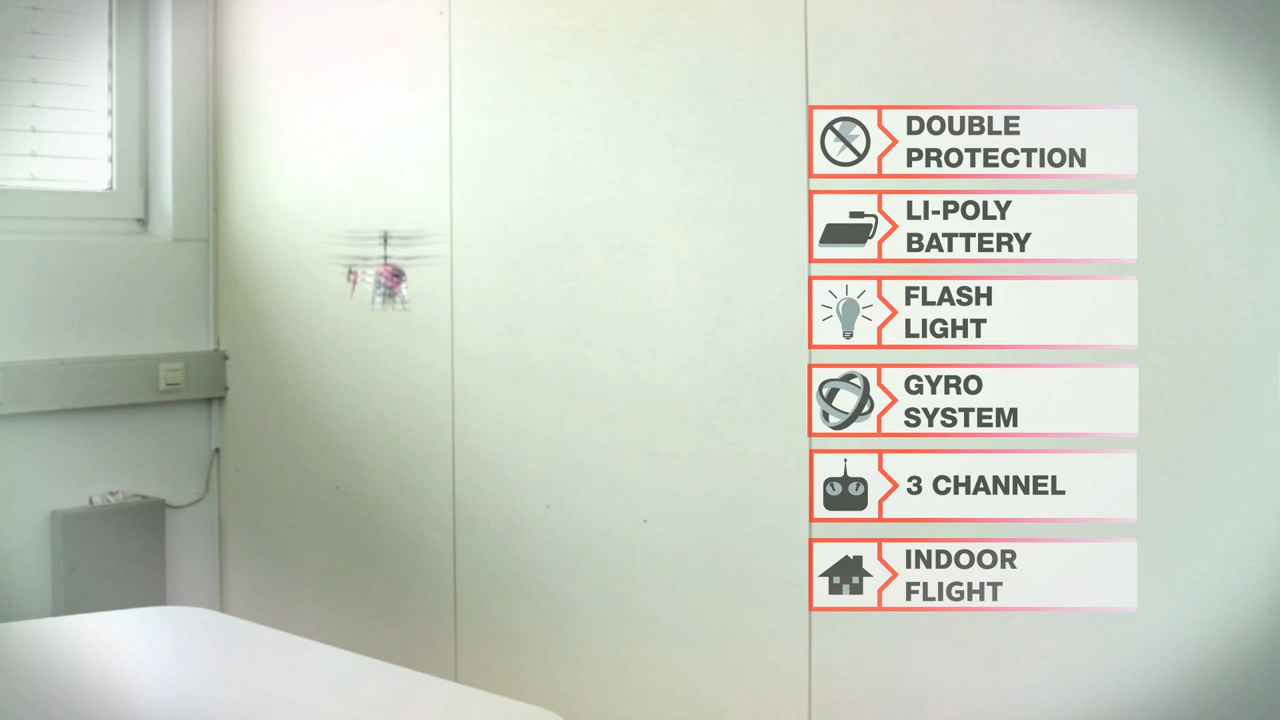 DOUBLE
PROTECTION
LI-POLY
BATTERY
FLASH
LIGHT
GYRO
SYSTEM
3 CHANNEL
INDOOR
FLIGHT